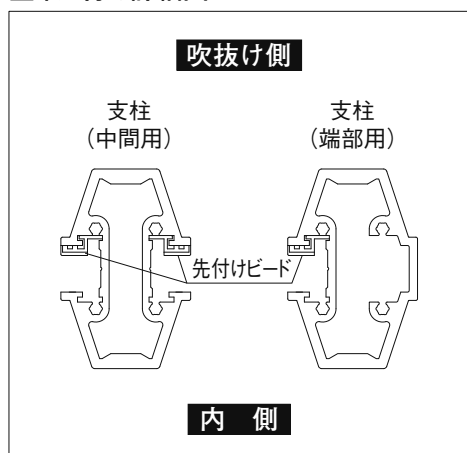 吹抜け側
支柱
（中間用）
支柱
（端部用）
先付けビード
内 側